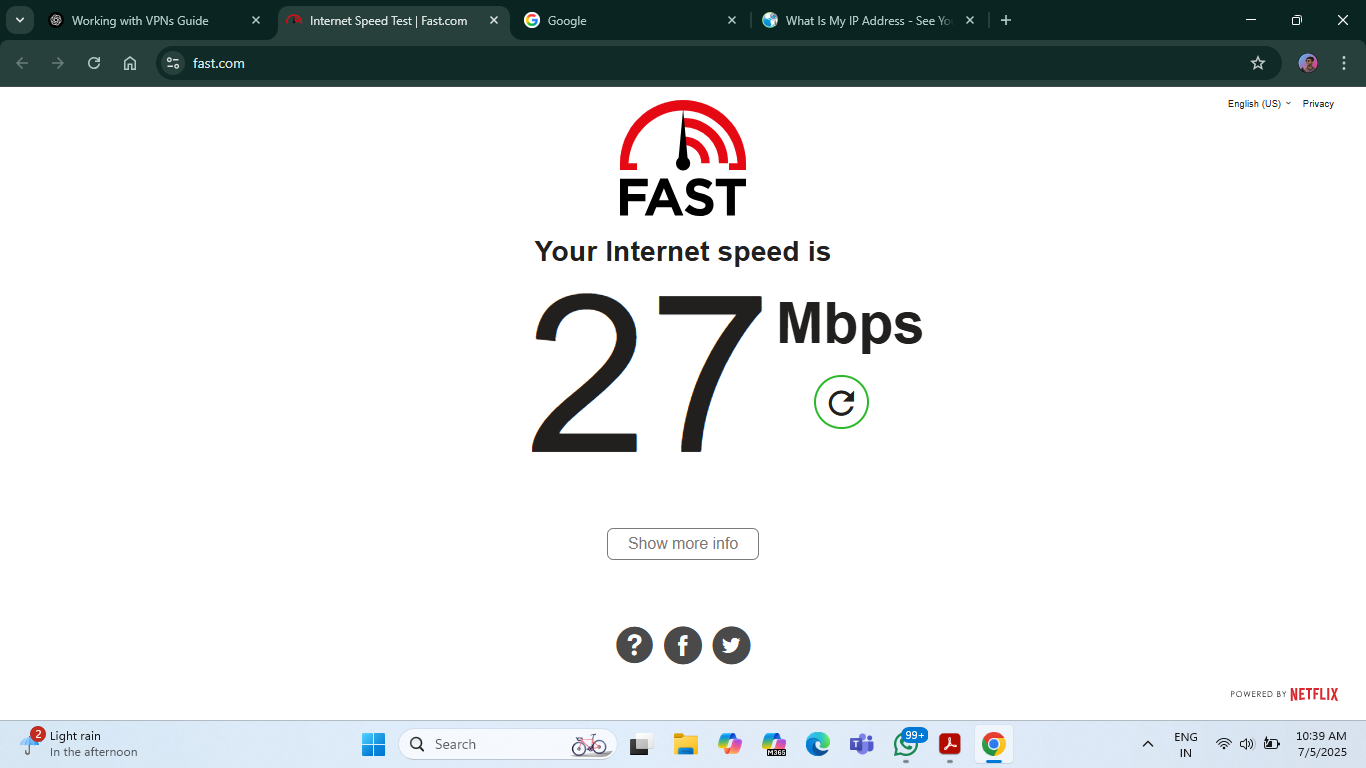 Working with VPNs Guide
Internet Speed Test | Fast.com
Google
What Is My IP Address - See Yo
fast.com
English (US)
Privacy
FAST
Your Internet speed is
27 Mbps
Show more info
?
f
POWERED BY NETFLIX
2
Light rain
In the afternoon
Search
M365
99+
ENG
IN
10:39 AM
7/5/2025